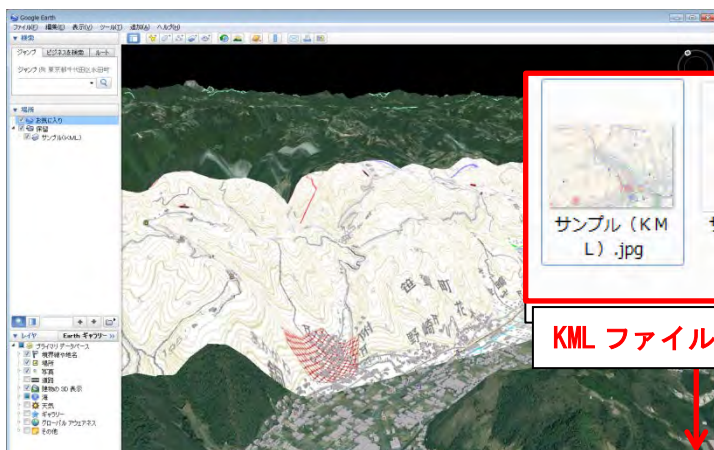 Google Earth
ファイル(F) 編集(E) 表示(V) ツール(T) 追加(A) ヘルプ(H)
▼ 検索
ジャンプ ビジネスを検索 ルート
ジャンプ 例: 東京都千代田区永田町
▼ 場所
お気に入り
保留
サンプル(KML)
▼ レイヤ Earth ギャラリー >>
プライマリ データベース
境界線や地名
場所
写真
道路
建物の 3D 表示
海
天気
ギャラリー
グローバル アウェアネス
その他
笹賀町
野崎
花
サンプル（KM
L）.jpg
KML ファイル